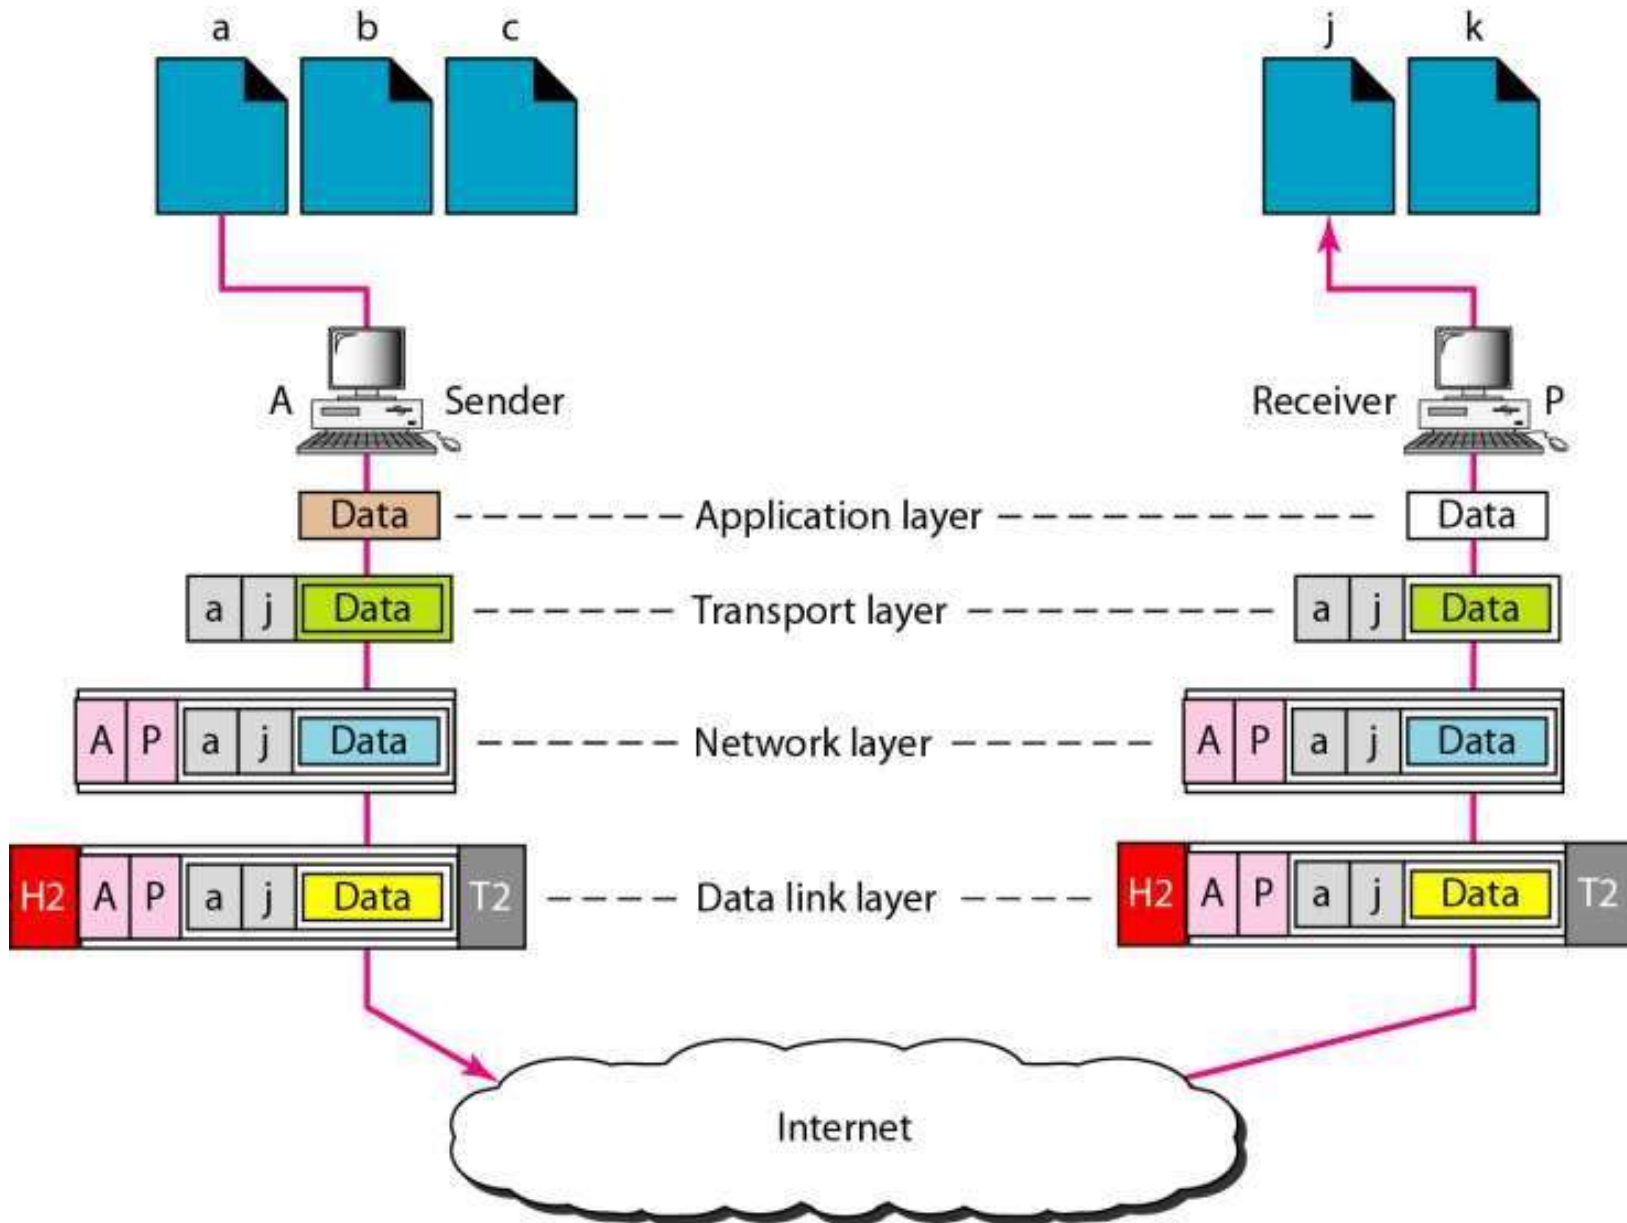 a b c j k
A Sender Receiver P
Data Application layer Data
a j Data Transport layer a j Data
A P a j Data Network layer A P a j Data
H2 A P a j Data T2 Data link layer H2 A P a j Data T2
Internet